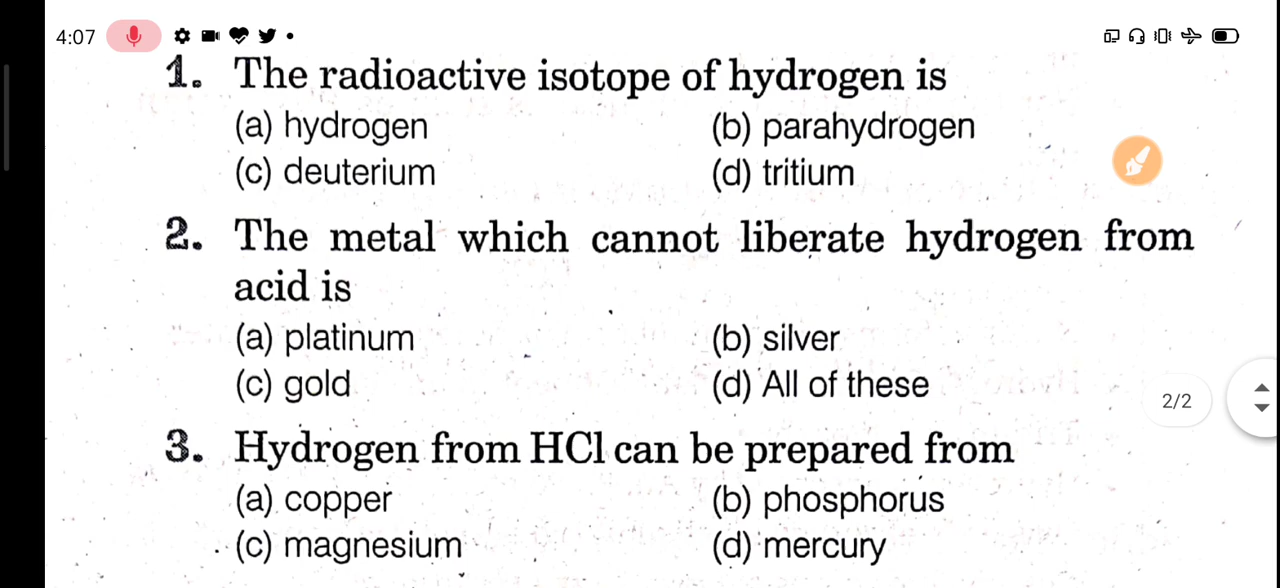 4:07
1. The radioactive isotope of hydrogen is
(a) hydrogen (b) parahydrogen
(c) deuterium (d) tritium
2. The metal which cannot liberate hydrogen from
acid is
(a) platinum (b) silver
(c) gold (d) All of these
2/2
3. Hydrogen from HCl can be prepared from
(a) copper (b) phosphorus
(c) magnesium (d) mercury